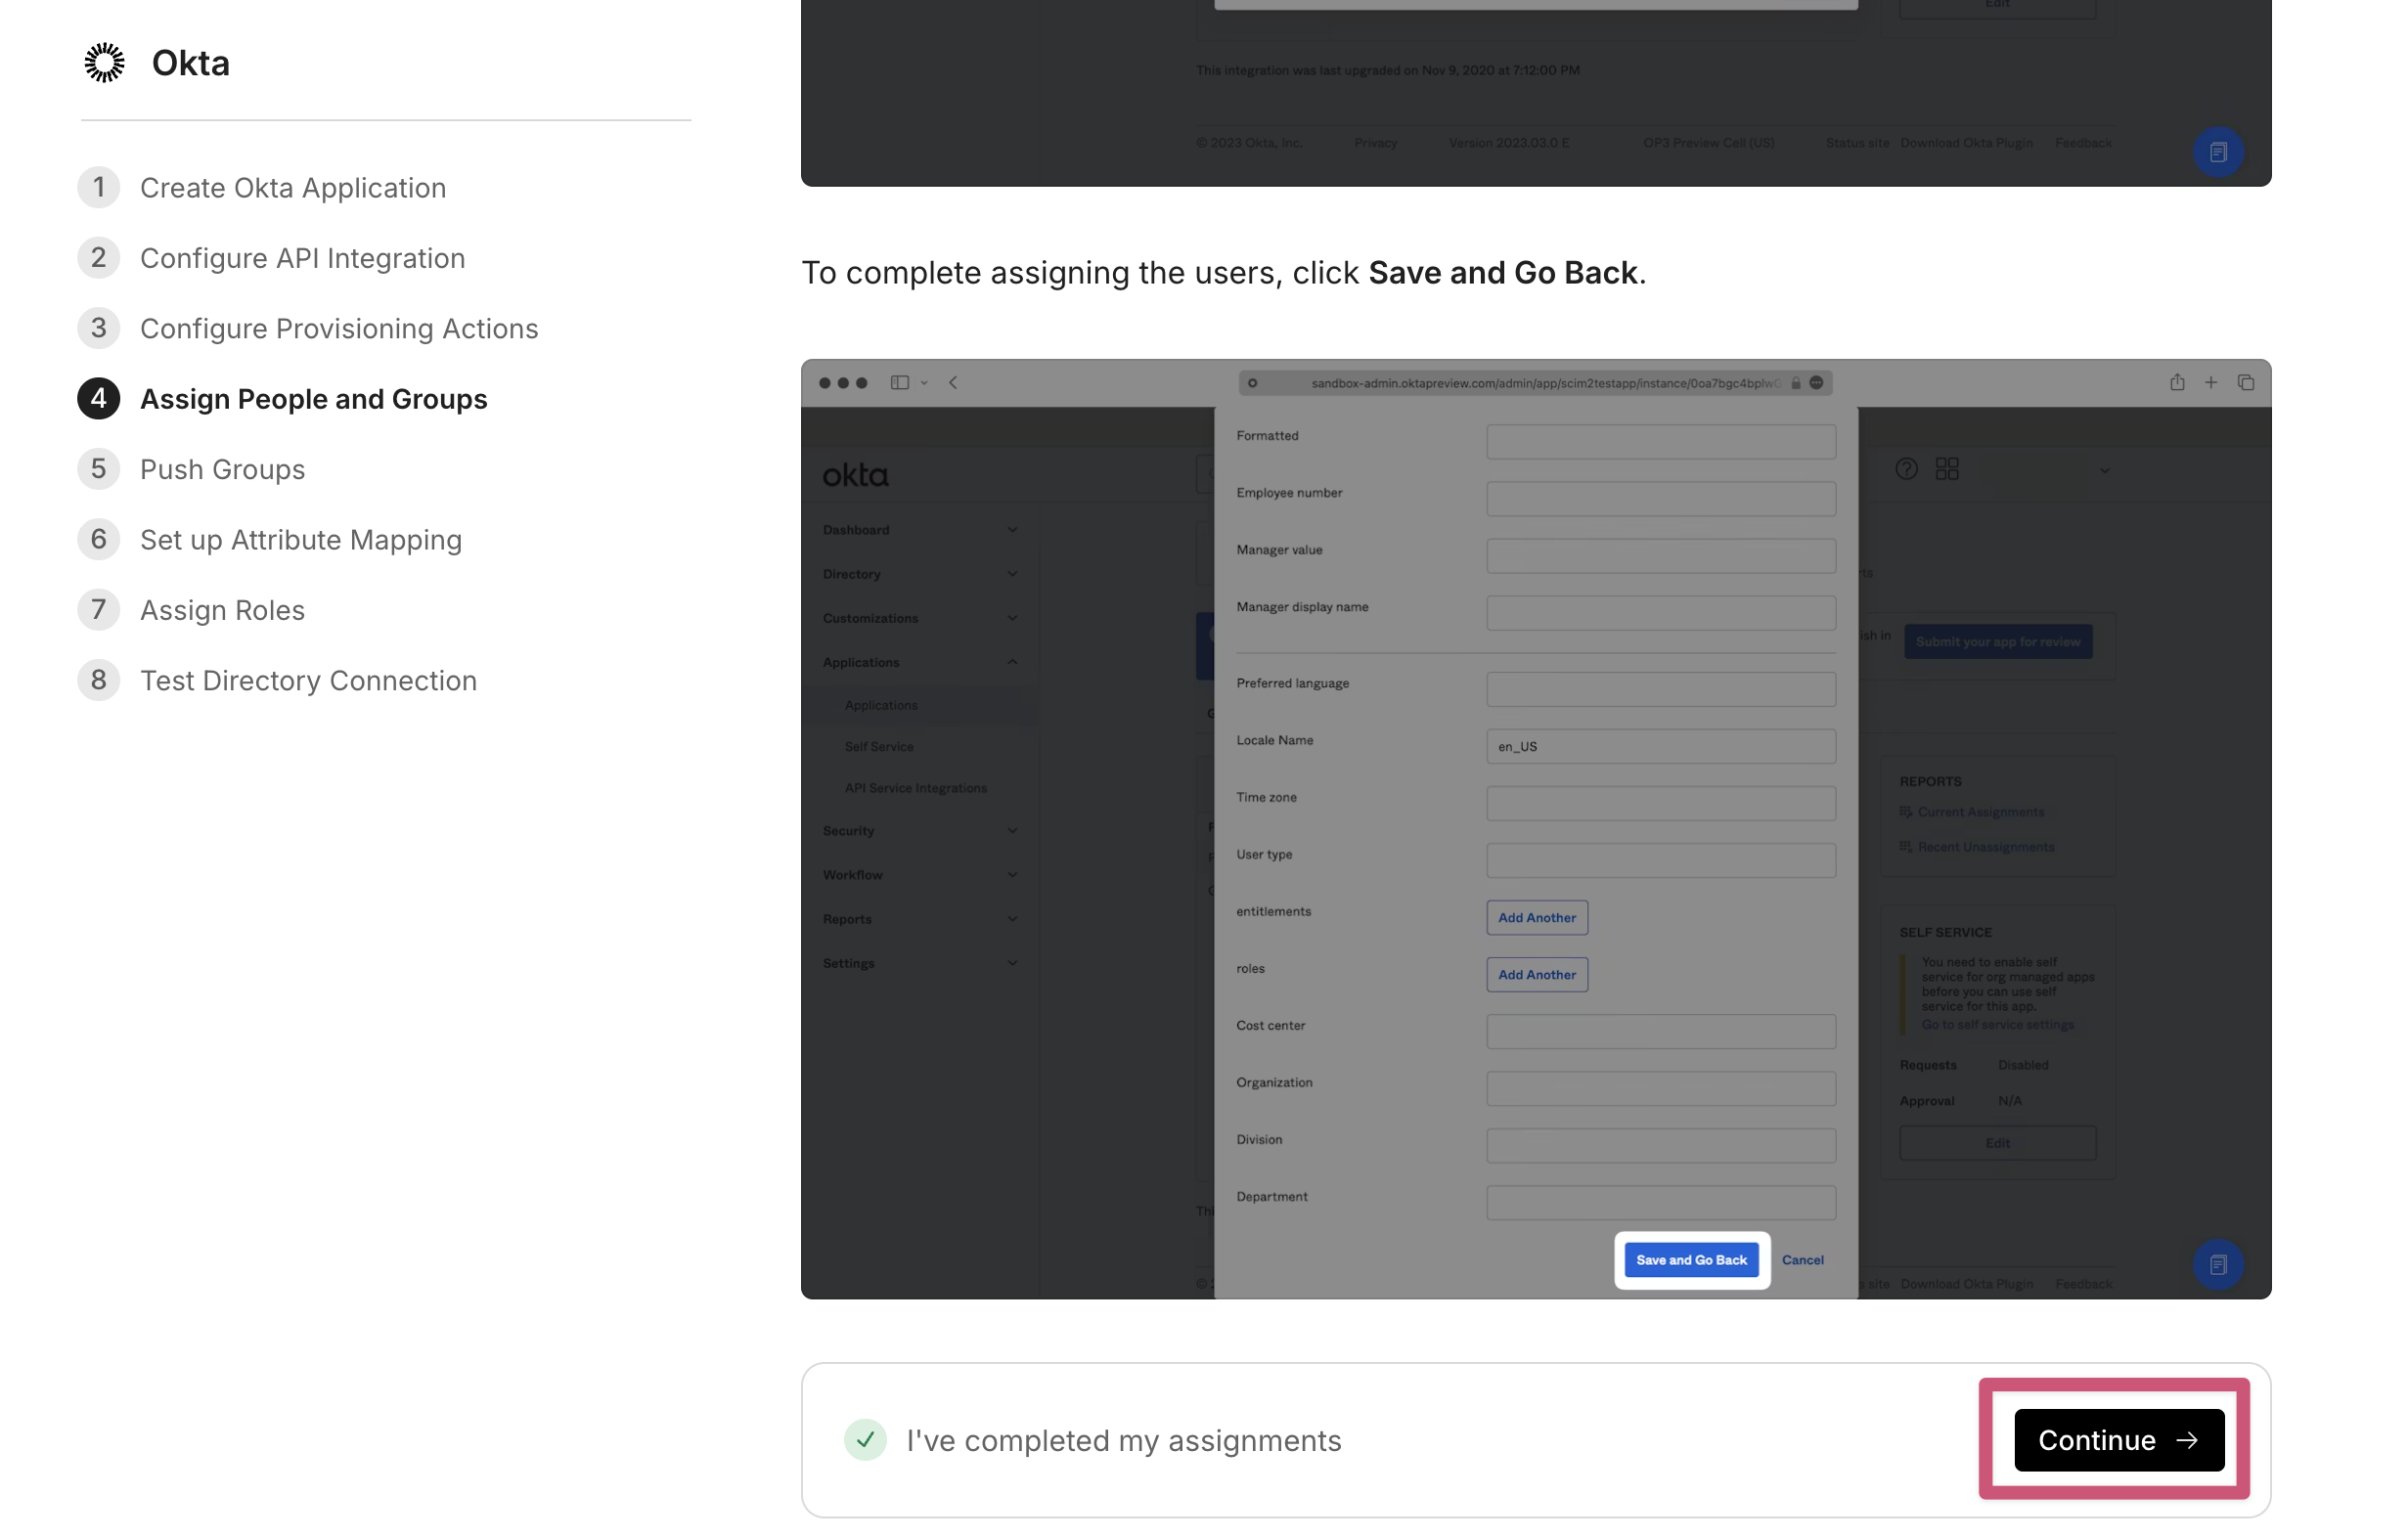 Okta
1 Create Okta Application
2 Configure API Integration
3 Configure Provisioning Actions
4 Assign People and Groups
5 Push Groups
6 Set up Attribute Mapping
7 Assign Roles
8 Test Directory Connection
Edit
This integration was last upgraded on Nov 9, 2020 at 7:12:00 PM
© 2023 Okta, Inc. Privacy Version 2023.03.0 E OP3 Preview Cell (US) Status site Download Okta Plugin Feedback
To complete assigning the users, click Save and Go Back.
sandbox-admin.oktapreview.com/admin/app/scim2testapp/instance/0oa7bgc4bplwG
okta
Dashboard
Directory
Customizations
Applications
Applications
Self Service
API Service Integrations
Security
Workflow
Reports
Settings
Formatted
Employee number
Manager value
Manager display name
Preferred language
Locale Name en_US
Time zone
User type
entitlements Add Another
roles Add Another
Cost center
Organization
Division
Department
Save and Go Back Cancel
Submit your app for review
REPORTS
Current Assignments
Recent Unassignments
SELF SERVICE
You need to enable self
service for org managed apps
before you can use self
service for this app.
Go to self service settings
Requests Disabled
Approval N/A
Edit
site Download Okta Plugin Feedback
I've completed my assignments
Continue →